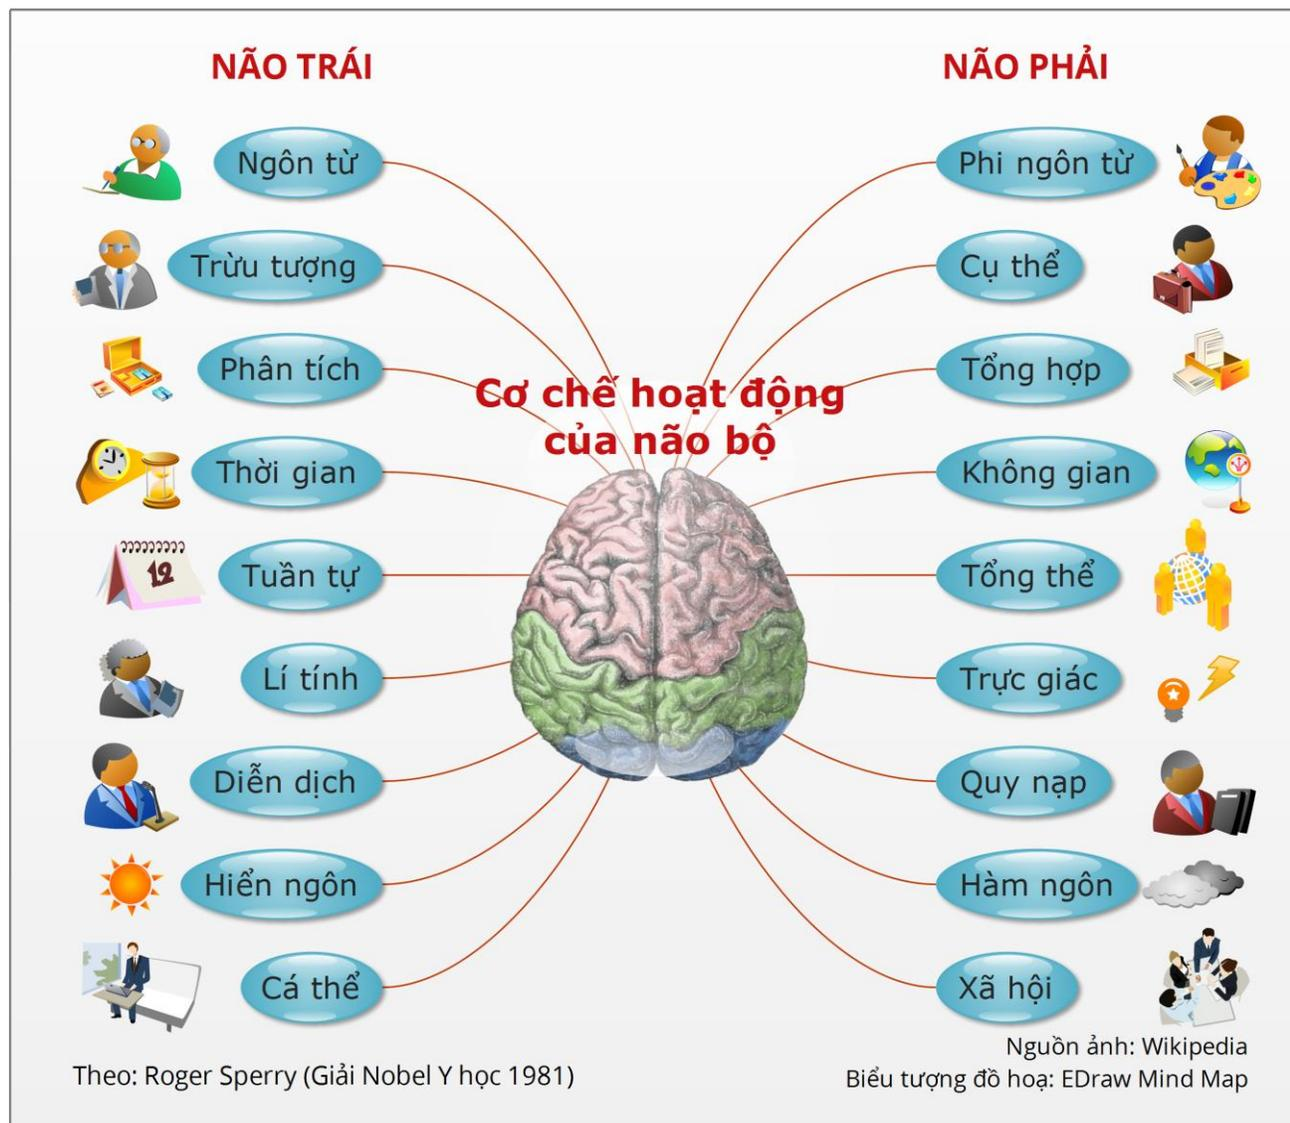 NÃO TRÁI
NÃO PHẢI
Ngôn từ
Phi ngôn từ
Trừu tượng
Cụ thể
Phân tích
Tổng hợp
Cơ chế hoạt động
của não bộ
Thời gian
Không gian
12
Tuần tự
Tổng thể
Lí tính
Trực giác
Diễn dịch
Quy nạp
Hiển ngôn
Hàm ngôn
Cá thể
Xã hội
Theo: Roger Sperry (Giải Nobel Y học 1981)
Nguồn ảnh: Wikipedia
Biểu tượng đồ hoạ: EDraw Mind Map